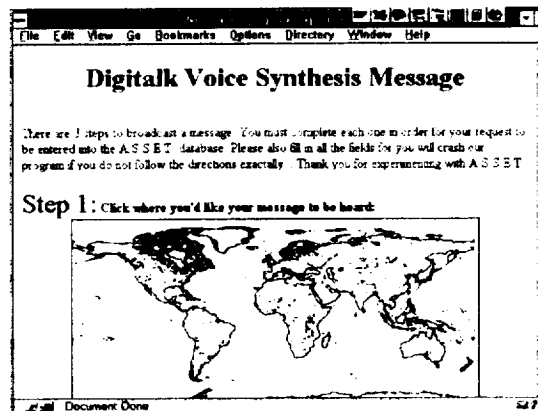 File Edit View Go Bookmarks Options Directory Window Help
Digitalk Voice Synthesis Message
There are 3 steps to broadcast a message. You must complete each one in order for your request to
be entered into the A.S.S.E.T. database. Please also fill in all the fields for you will crash our
program if you do not follow the directions exactally. Thank you for experimenting with A.S.S.E.T
Step 1: Click where you'd like your message to be heard:
Document Done